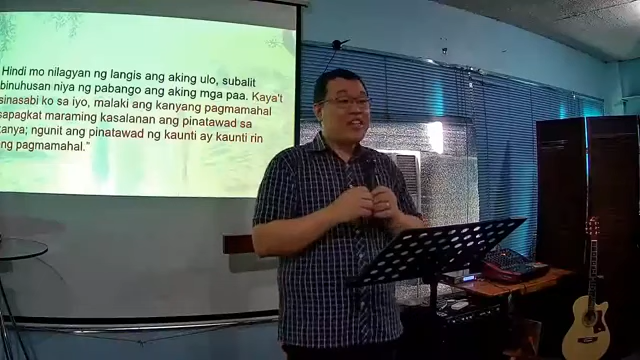 Hindi mo nilagyan ng langis ang aking ulo, subalit
binuhusan niya ng pabango ang aking mga paa. Kaya't
sinasabi ko sa iyo, malaki ang kanyang pagmamahal
sapagkat maraming kasalanan ang pinatawad sa
kanya; ngunit ang pinatawad ng kaunti ay kaunti rin
ang pagmamahal."